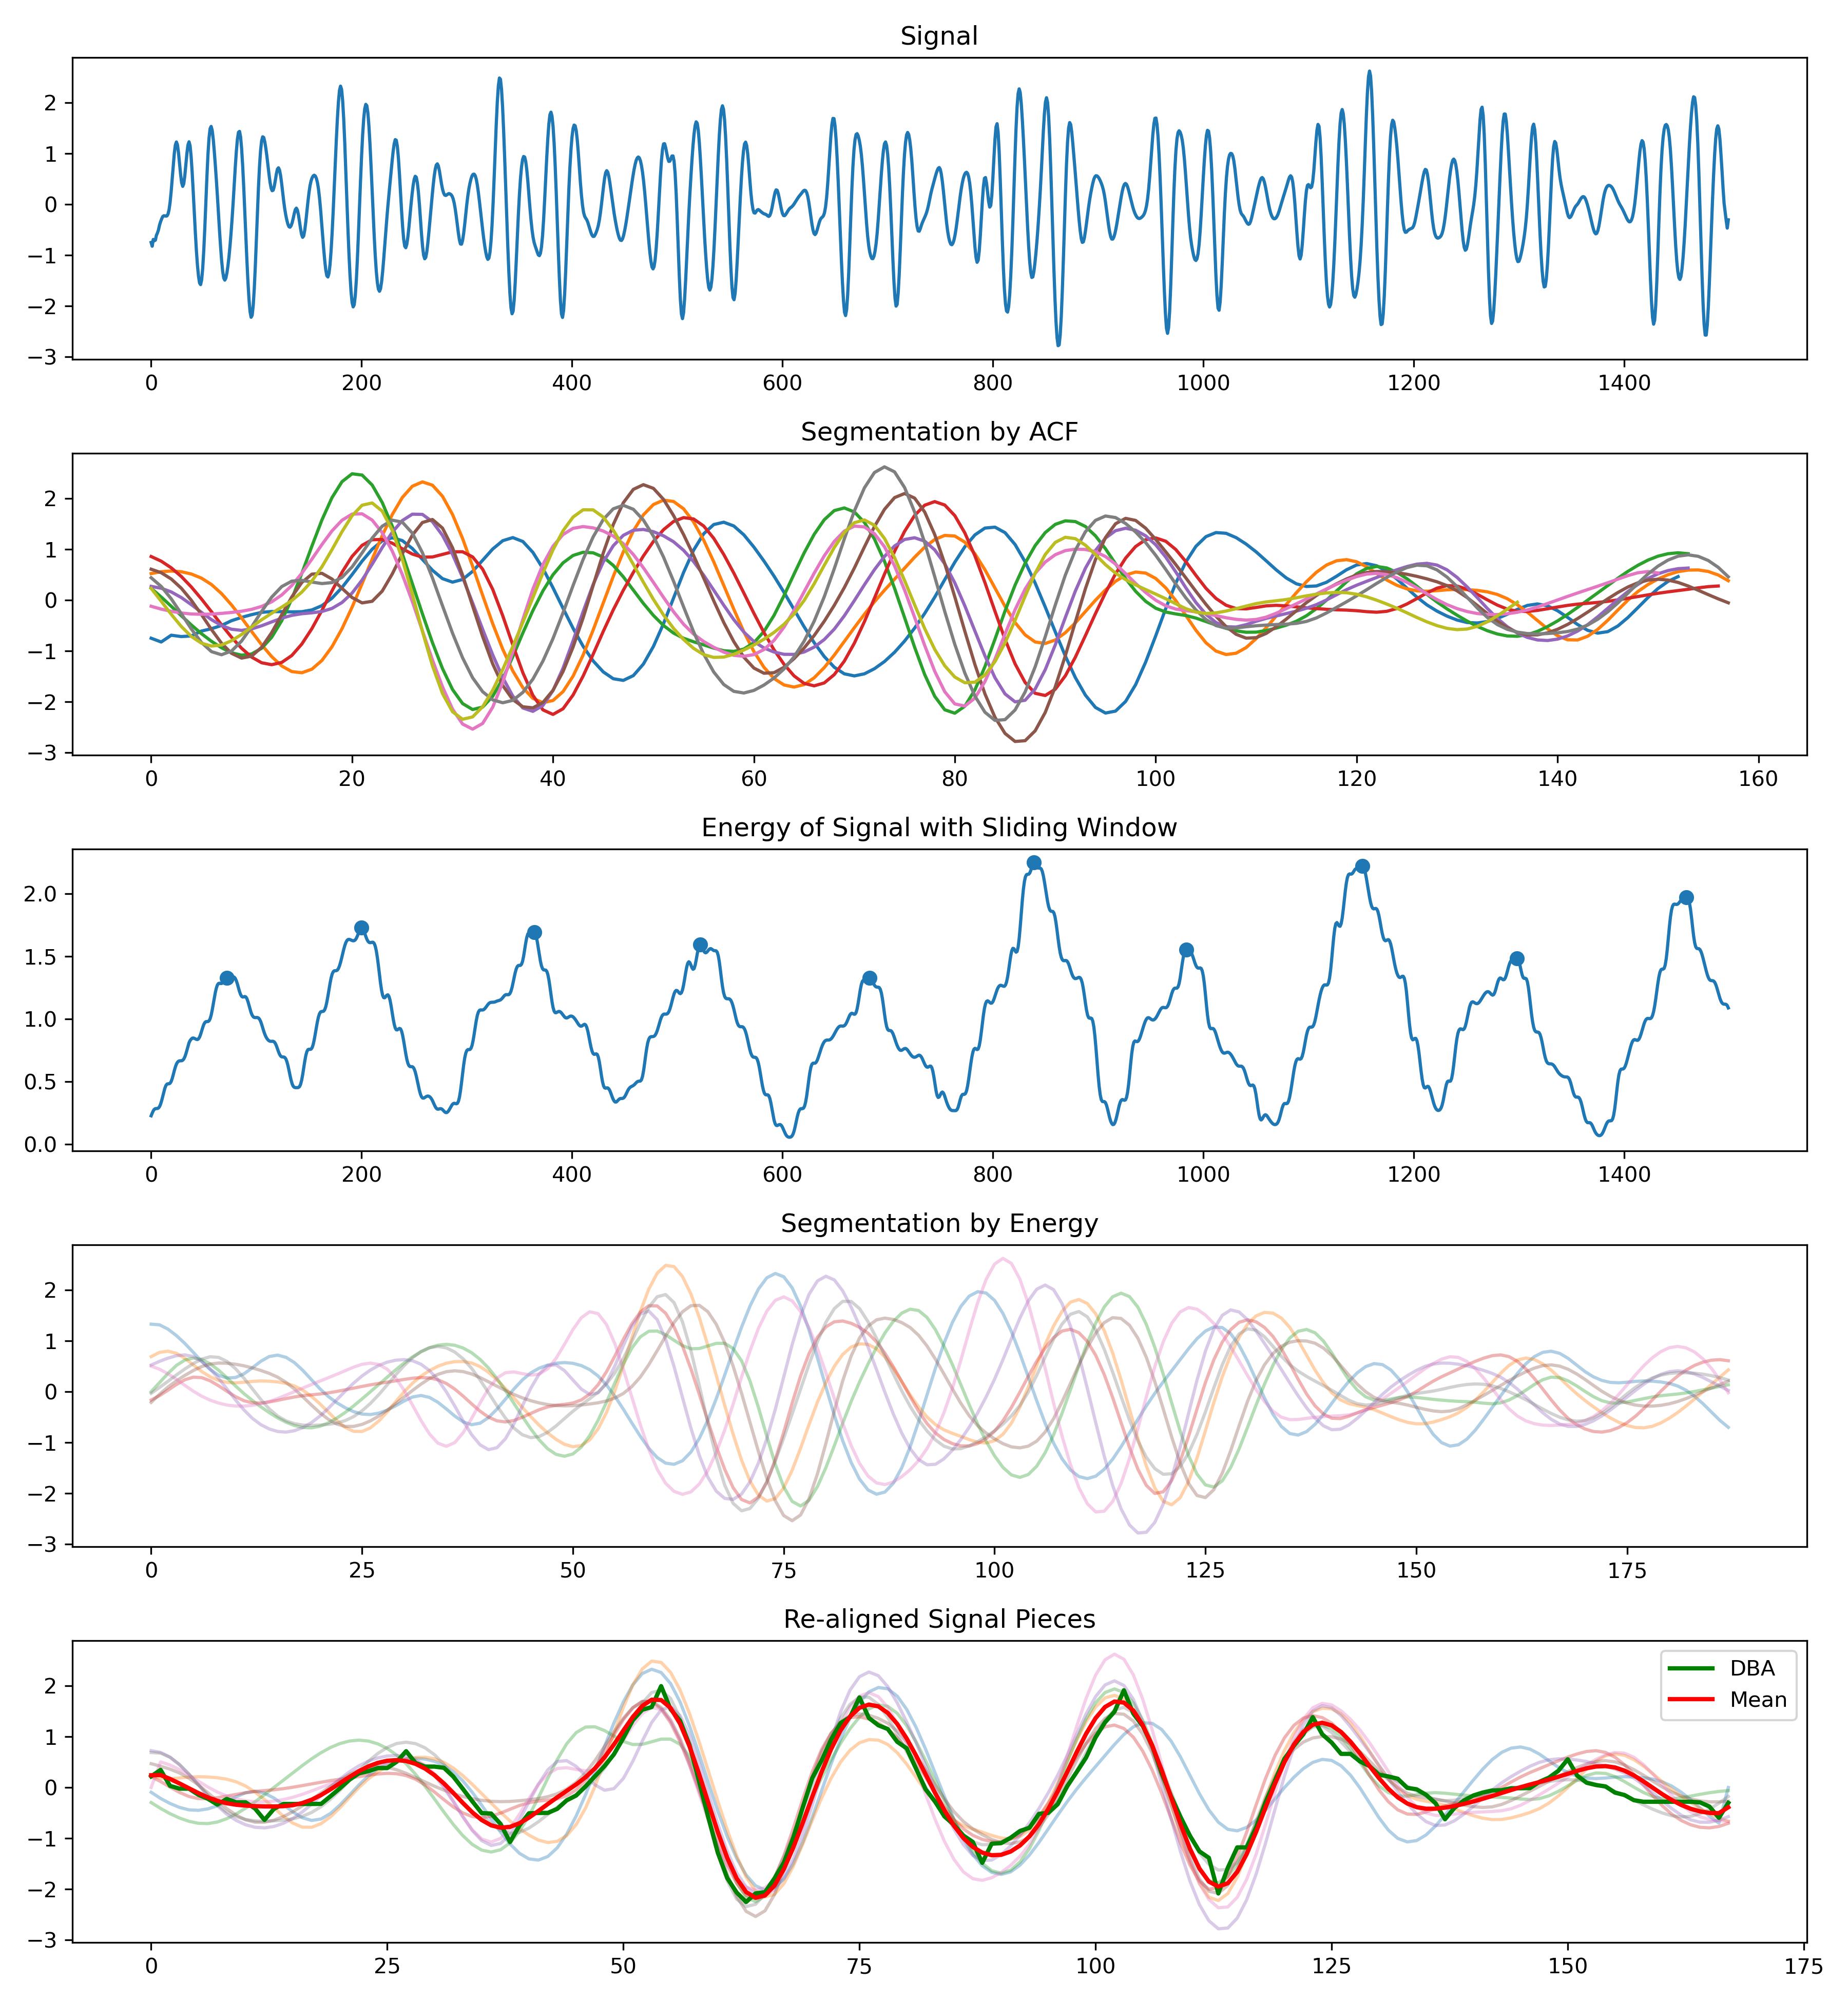 Signal
2
1
0
−1
−2
−3
0 200 400 600 800 1000 1200 1400
Segmentation by ACF
2
1
0
−1
−2
−3
0 20 40 60 80 100 120 140 160
Energy of Signal with Sliding Window
2.0
1.5
1.0
0.5
0.0
0 200 400 600 800 1000 1200 1400
Segmentation by Energy
2
1
0
−1
−2
−3
0 25 50 75 100 125 150 175
Re-aligned Signal Pieces
DBA
Mean
2
1
0
−1
−2
−3
0 25 50 75 100 125 150 175